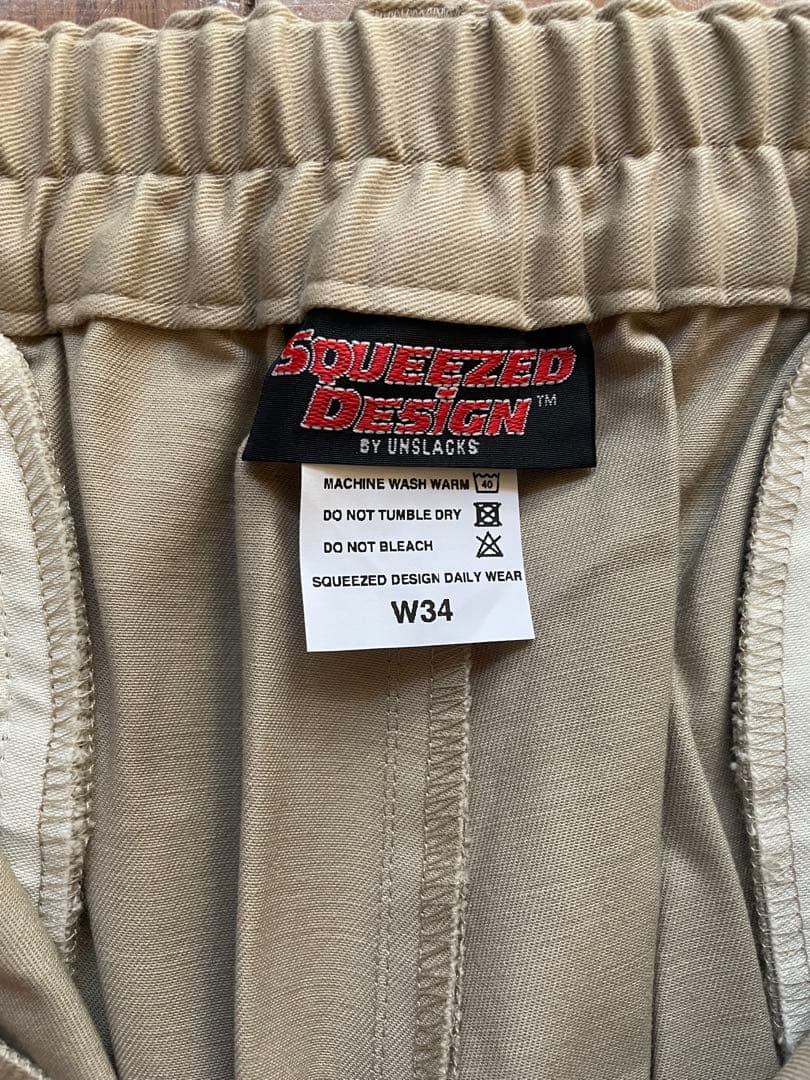 SQUEEZED
DESIGN™
BY UNSLACKS
MACHINE WASH WARM 40
DO NOT TUMBLE DRY
DO NOT BLEACH
SQUEEZED DESIGN DAILY WEAR
W34